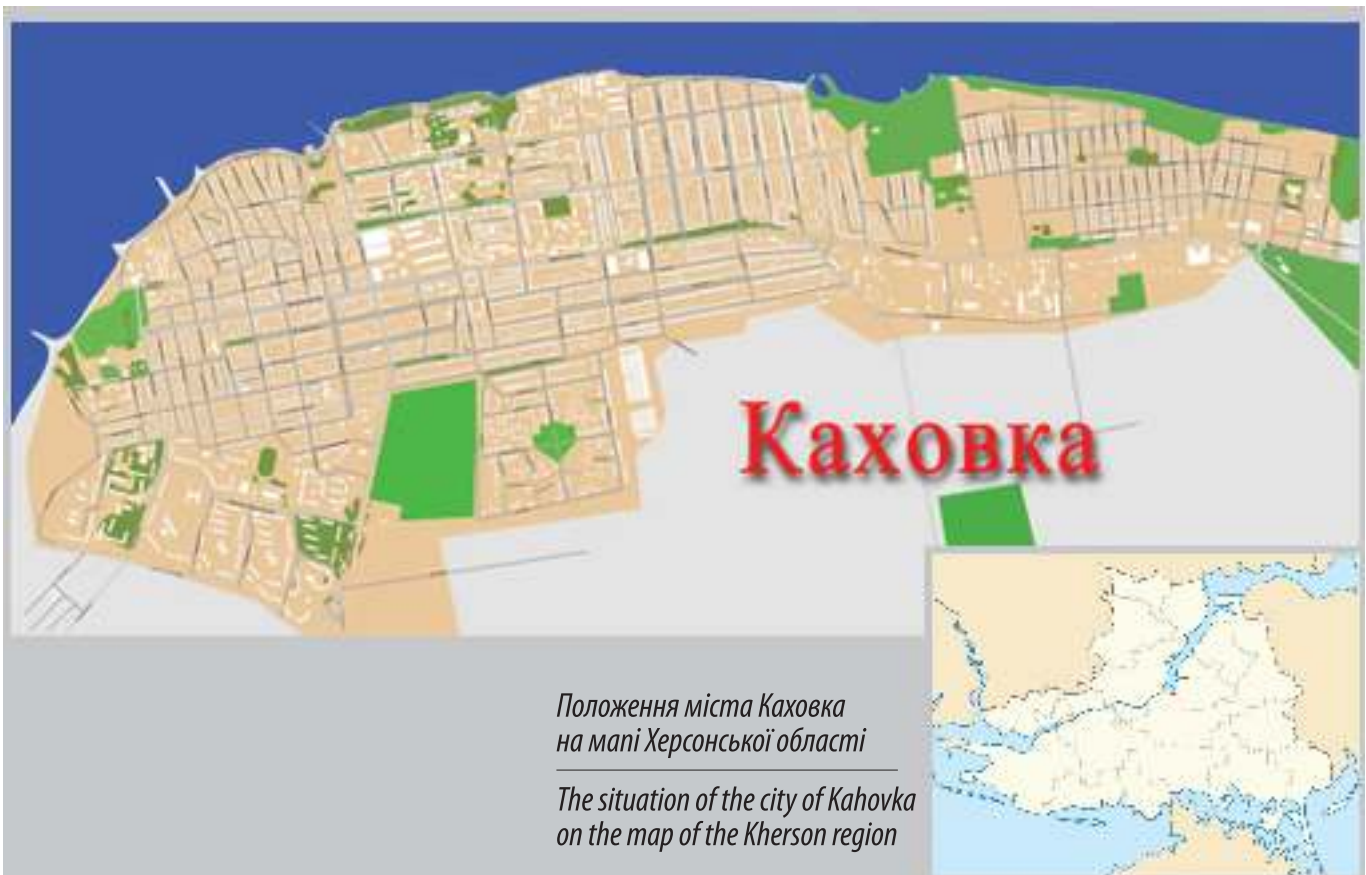 Каховка
Положення міста Каховка
на мапі Херсонської області
The situation of the city of Kahovka
on the map of the Kherson region